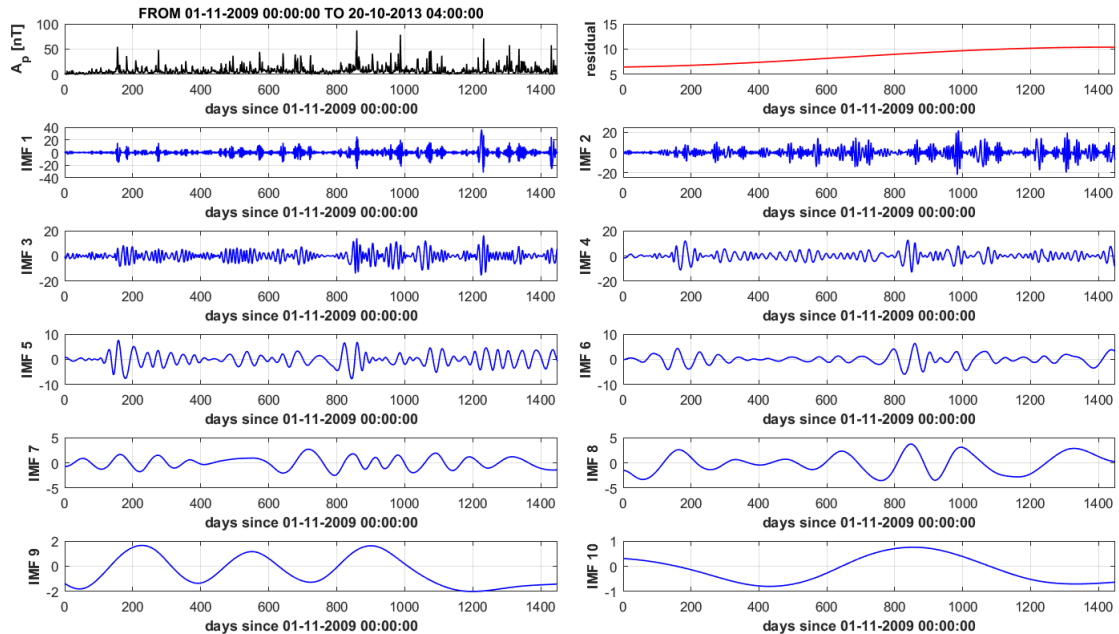 FROM 01-11-2009 00:00:00 TO 20-10-2013 04:00:00
A_p [nT]
100
50
0
0 200 400 600 800 1000 1200 1400
days since 01-11-2009 00:00:00
residual
15
10
5
0 200 400 600 800 1000 1200 1400
days since 01-11-2009 00:00:00
IMF 1
40
20
0
-20
-40
0 200 400 600 800 1000 1200 1400
days since 01-11-2009 00:00:00
IMF 2
20
0
-20
0 200 400 600 800 1000 1200 1400
days since 01-11-2009 00:00:00
IMF 3
20
0
-20
0 200 400 600 800 1000 1200 1400
days since 01-11-2009 00:00:00
IMF 4
20
0
-20
0 200 400 600 800 1000 1200 1400
days since 01-11-2009 00:00:00
IMF 5
10
0
-10
0 200 400 600 800 1000 1200 1400
days since 01-11-2009 00:00:00
IMF 6
10
0
-10
0 200 400 600 800 1000 1200 1400
days since 01-11-2009 00:00:00
IMF 7
5
0
-5
0 200 400 600 800 1000 1200 1400
days since 01-11-2009 00:00:00
IMF 8
5
0
-5
0 200 400 600 800 1000 1200 1400
days since 01-11-2009 00:00:00
IMF 9
2
0
-2
0 200 400 600 800 1000 1200 1400
days since 01-11-2009 00:00:00
IMF 10
1
0
-1
0 200 400 600 800 1000 1200 1400
days since 01-11-2009 00:00:00